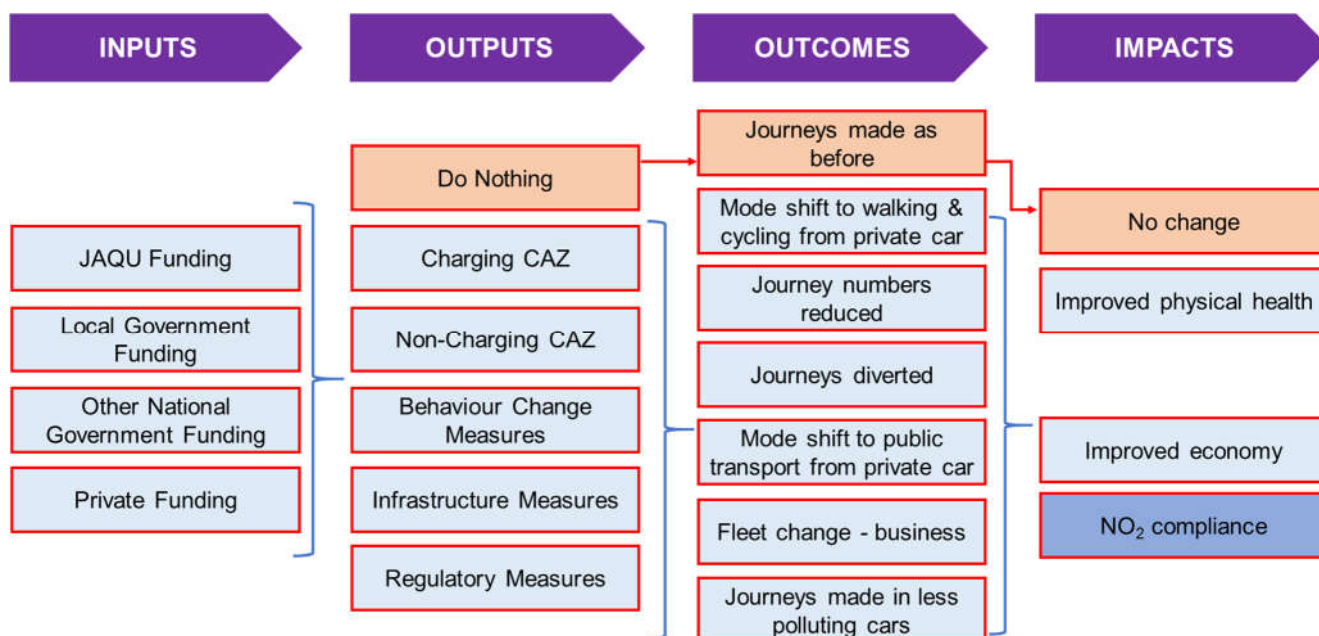 INPUTS
OUTPUTS
OUTCOMES
IMPACTS
JAQU Funding
Local Government
Funding
Other National
Government Funding
Private Funding
Do Nothing
Charging CAZ
Non-Charging CAZ
Behaviour Change
Measures
Infrastructure Measures
Regulatory Measures
Journeys made as
before
Mode shift to walking &
cycling from private car
Journey numbers
reduced
Journeys diverted
Mode shift to public
transport from private car
Fleet change - business
Journeys made in less
polluting cars
No change
Improved physical health
Improved economy
NO₂ compliance